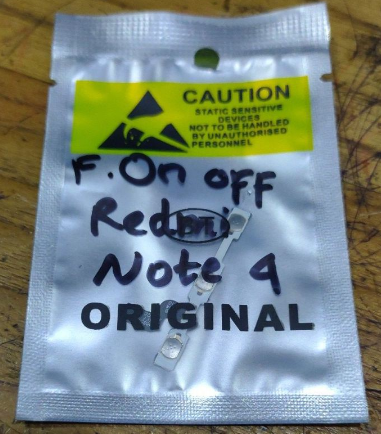 CAUTION
STATIC SENSITIVE
DEVICES
NOT TO BE HANDLED
BY UNAUTHORISED
PERSONNEL
F. On oFF
Redmi
Note 4
ORIGINAL